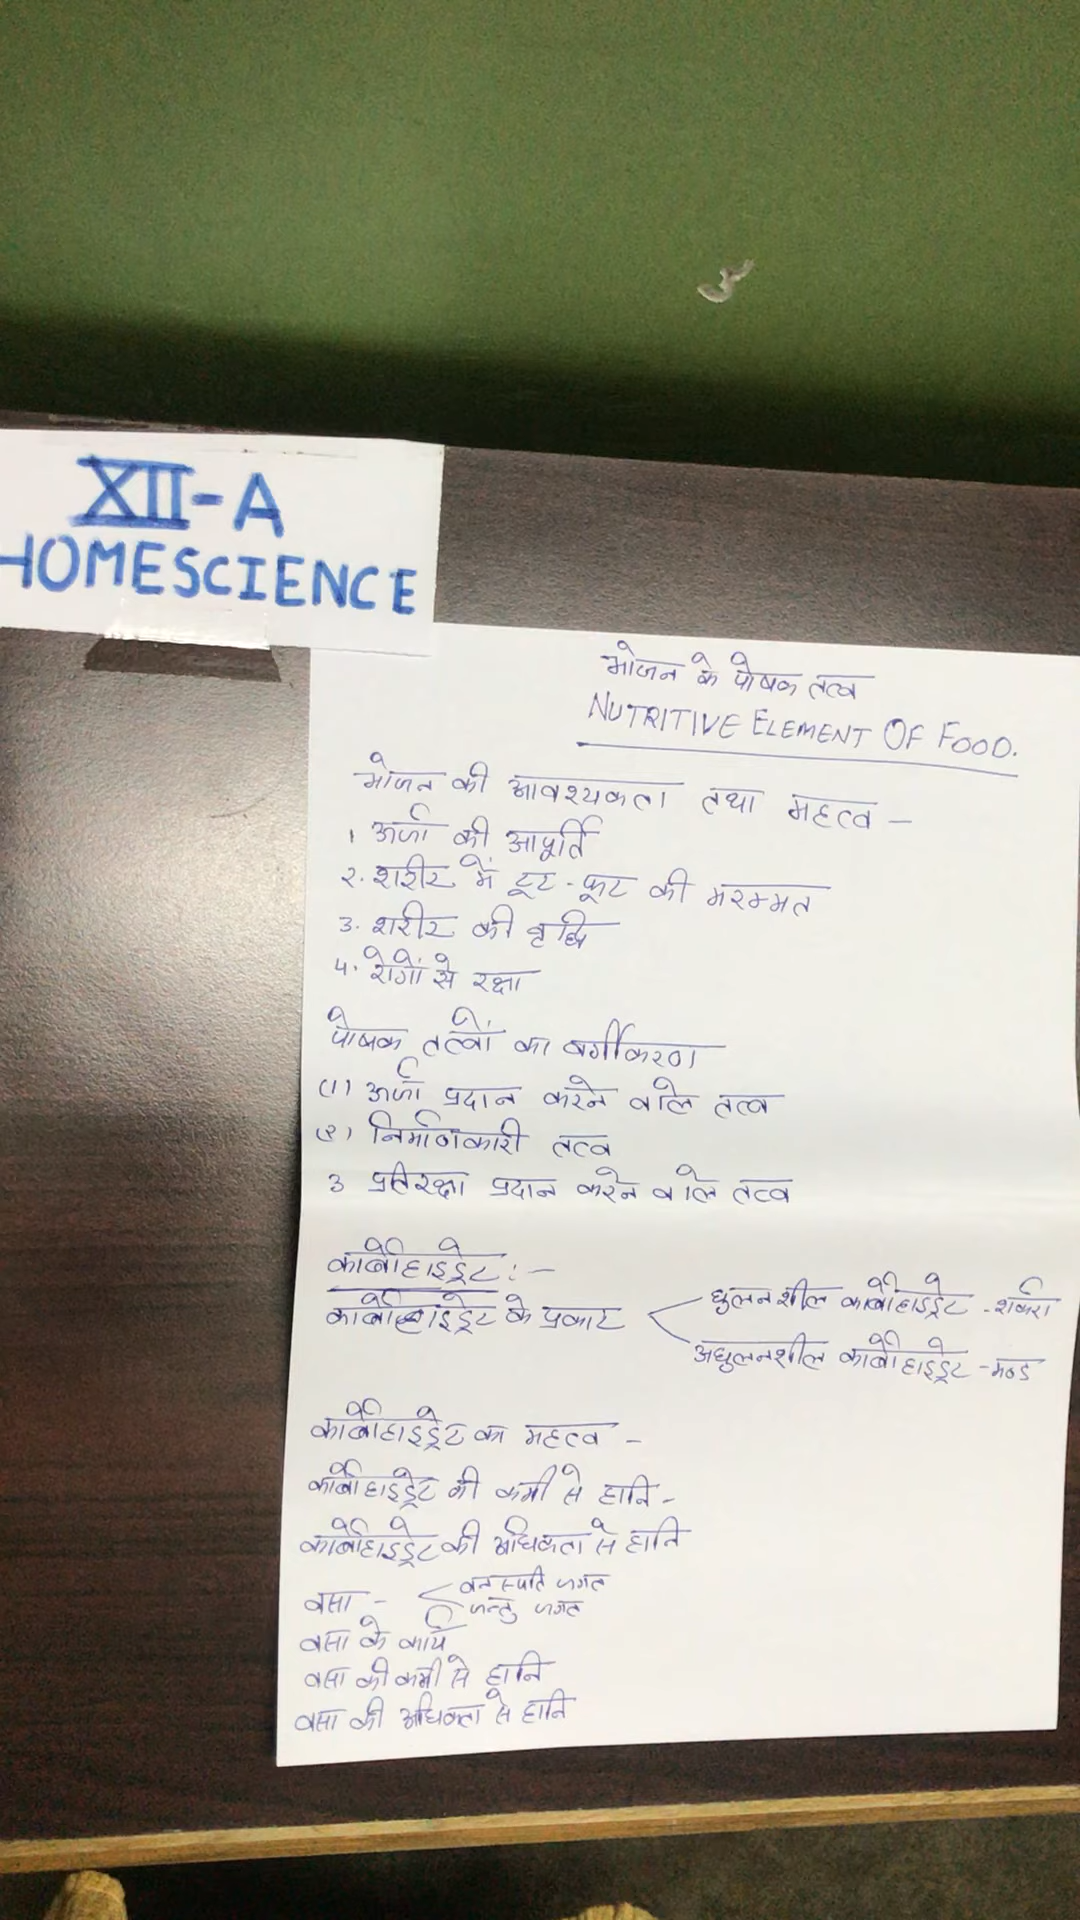 XII-A
HOMESCIENCE
भोजन के पोषक तत्व
NUTRITIVE ELEMENT OF FOOD.
भोजन की आवश्यकता तथा महत्व -
1 ऊर्जा की आपूर्ति
२. शरीर में टूट-फूट की मरम्मत
3. शरीर की वृद्धि
4. रोगों से रक्षा
पोषक तत्वों का वर्गीकरण
(1) ऊर्जा प्रदान करने वाले तत्व
(२) निर्माणकारी तत्व
3 प्रतिरक्षा प्रदान करने वाले तत्व
कार्बोहाइड्रेट :-
कार्बोहाइड्रेट के प्रकार
घुलनशील कार्बोहाइड्रेट - शर्करा
अघुलनशील कार्बोहाइड्रेट - मण्ड
कार्बोहाइड्रेट का महत्व -
कार्बोहाइड्रेट की कमी से हानि -
कार्बोहाइड्रेट की अधिकता से हानि
वसा -
वनस्पति जगत
जन्तु जगत
वसा के कार्य
वसा की कमी से हानि
वसा की अधिकता से हानि